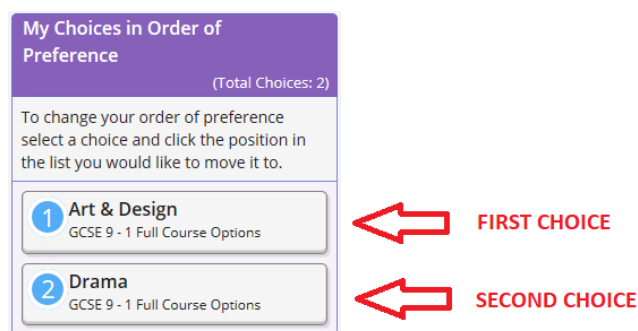 My Choices in Order of
Preference
(Total Choices: 2)
To change your order of preference
select a choice and click the position in
the list you would like to move it to.
1 Art & Design
GCSE 9 - 1 Full Course Options
FIRST CHOICE
2 Drama
GCSE 9 - 1 Full Course Options
SECOND CHOICE